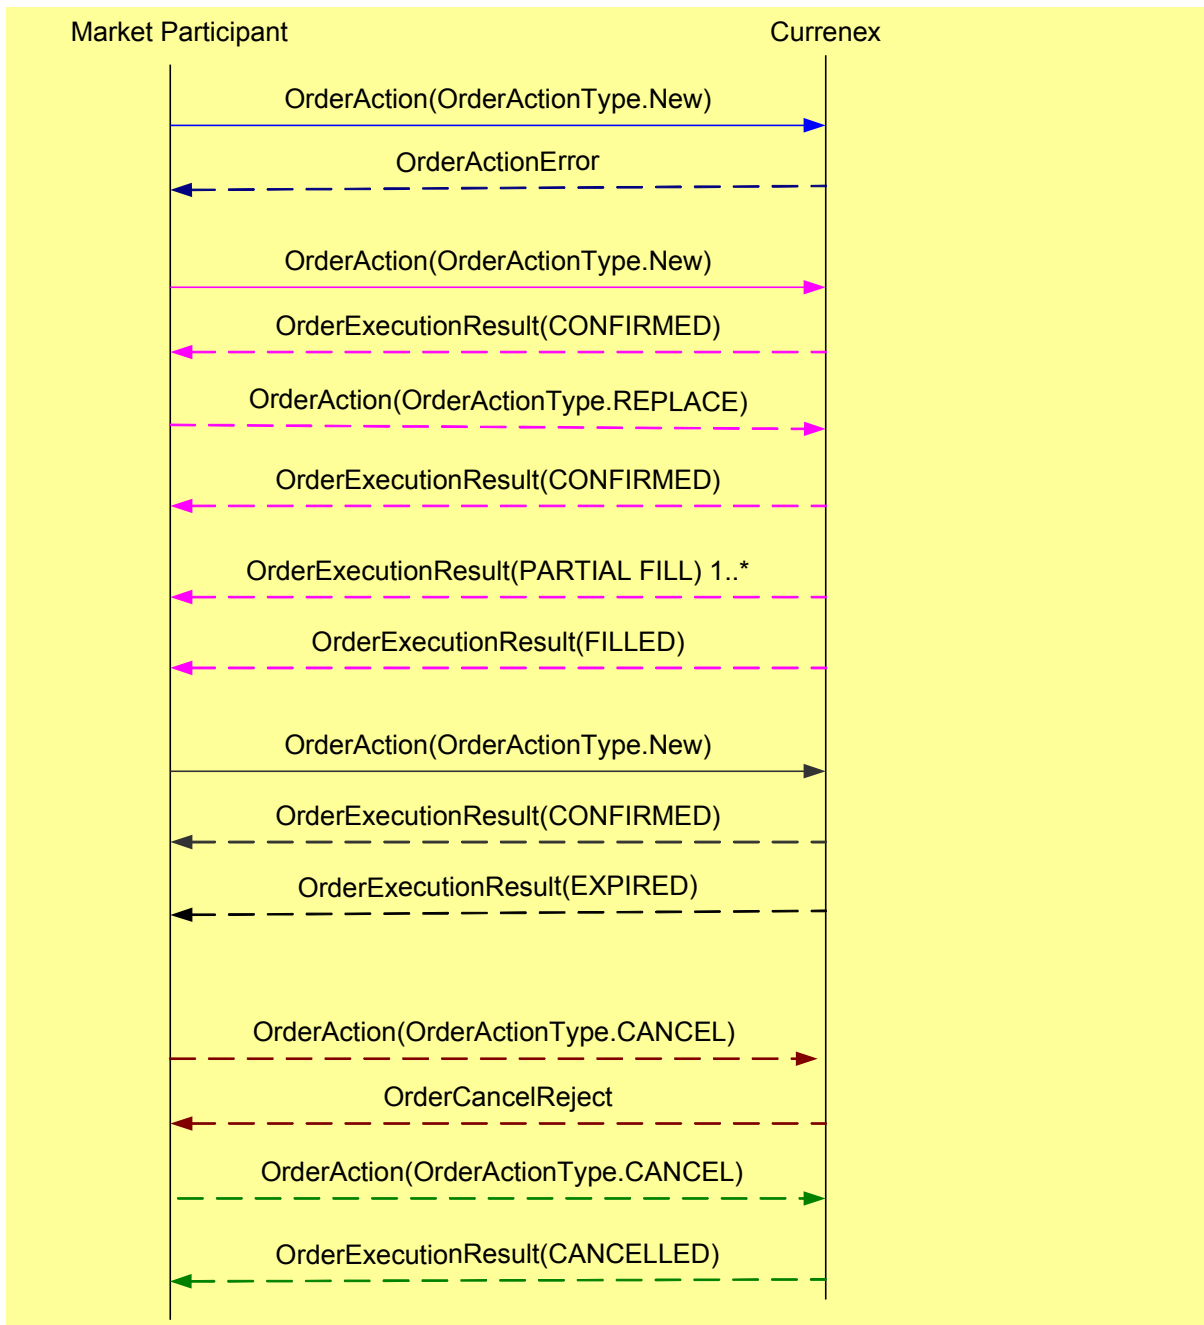 Market Participant
Currenex
OrderAction(OrderActionType.New)
OrderActionError
OrderAction(OrderActionType.New)
OrderExecutionResult(CONFIRMED)
OrderAction(OrderActionType.REPLACE)
OrderExecutionResult(CONFIRMED)
OrderExecutionResult(PARTIAL FILL) 1..*
OrderExecutionResult(FILLED)
OrderAction(OrderActionType.New)
OrderExecutionResult(CONFIRMED)
OrderExecutionResult(EXPIRED)
OrderAction(OrderActionType.CANCEL)
OrderCancelReject
OrderAction(OrderActionType.CANCEL)
OrderExecutionResult(CANCELLED)